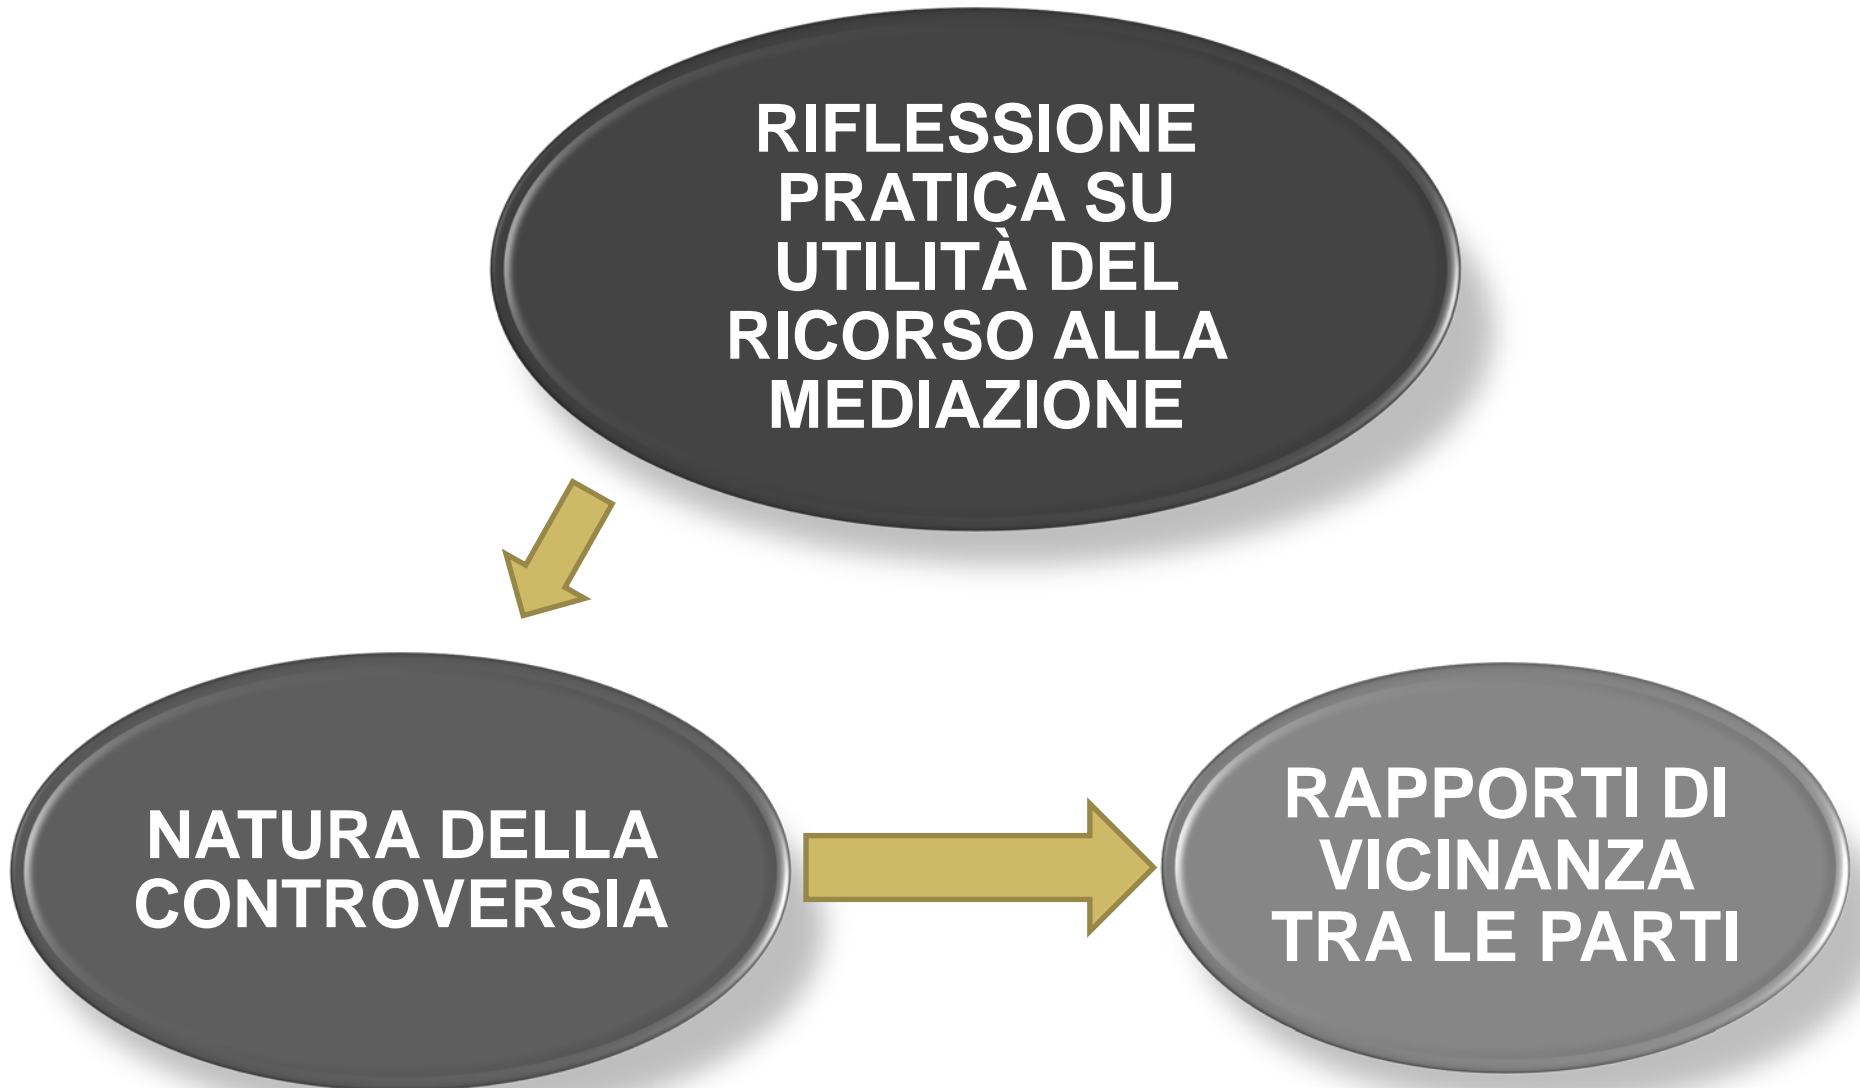 RIFLESSIONE
PRATICA SU
UTILITÀ DEL
RICORSO ALLA
MEDIAZIONE
NATURA DELLA
CONTROVERSIA
RAPPORTI DI
VICINANZA
TRA LE PARTI